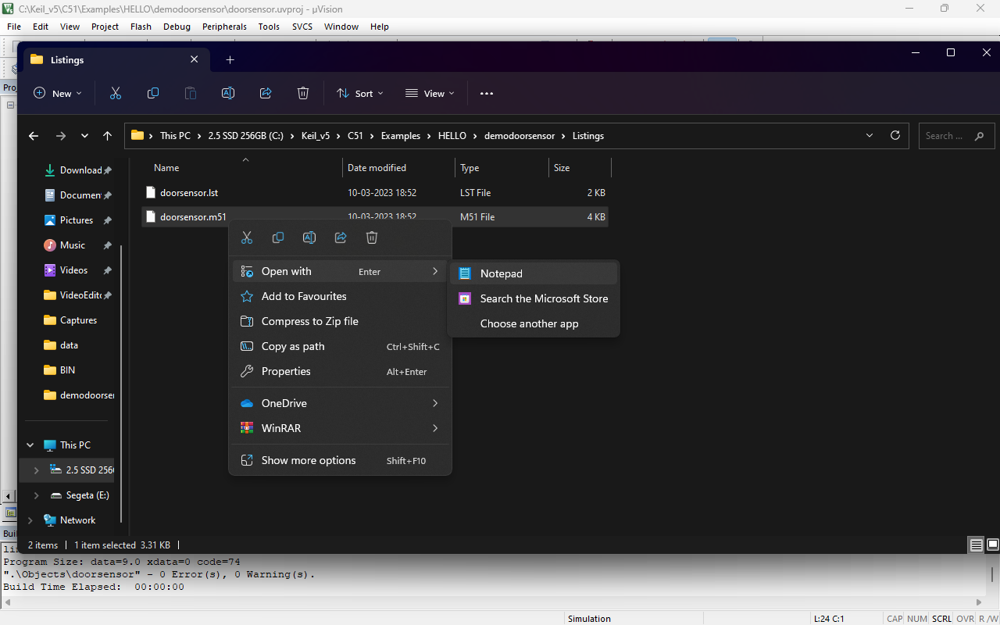 C:\Keil_v5\C51\Examples\HELLO\demodoorsensor\doorsensor.uvproj - µVision
File Edit View Project Flash Debug Peripherals Tools SVCS Window Help
Listings
New Sort View
This PC > 2.5 SSD 256GB (C:) > Keil_v5 > C51 > Examples > HELLO > demodoorsensor > Listings
Search ...
Name Date modified Type Size
doorsensor.lst 10-03-2023 18:52 LST File 2 KB
doorsensor.m51 10-03-2023 18:52 M51 File 4 KB
Download
Documen
Pictures
Music
Videos
VideoEdit
Captures
data
BIN
demodoorse
This PC
2.5 SSD 256
Segeta (E:)
Network
Open with Enter
Add to Favourites
Compress to Zip file
Copy as path Ctrl+Shift+C
Properties Alt+Enter
OneDrive
WinRAR
Show more options Shift+F10
Notepad
Search the Microsoft Store
Choose another app
2 items 1 item selected 3.31 KB
Proj
Buil
Program Size: data=9.0 xdata=0 code=74
".\Objects\doorsensor" - 0 Error(s), 0 Warning(s).
Build Time Elapsed: 00:00:00
Simulation L:24 C:1 CAP NUM SCRL OVR R/W